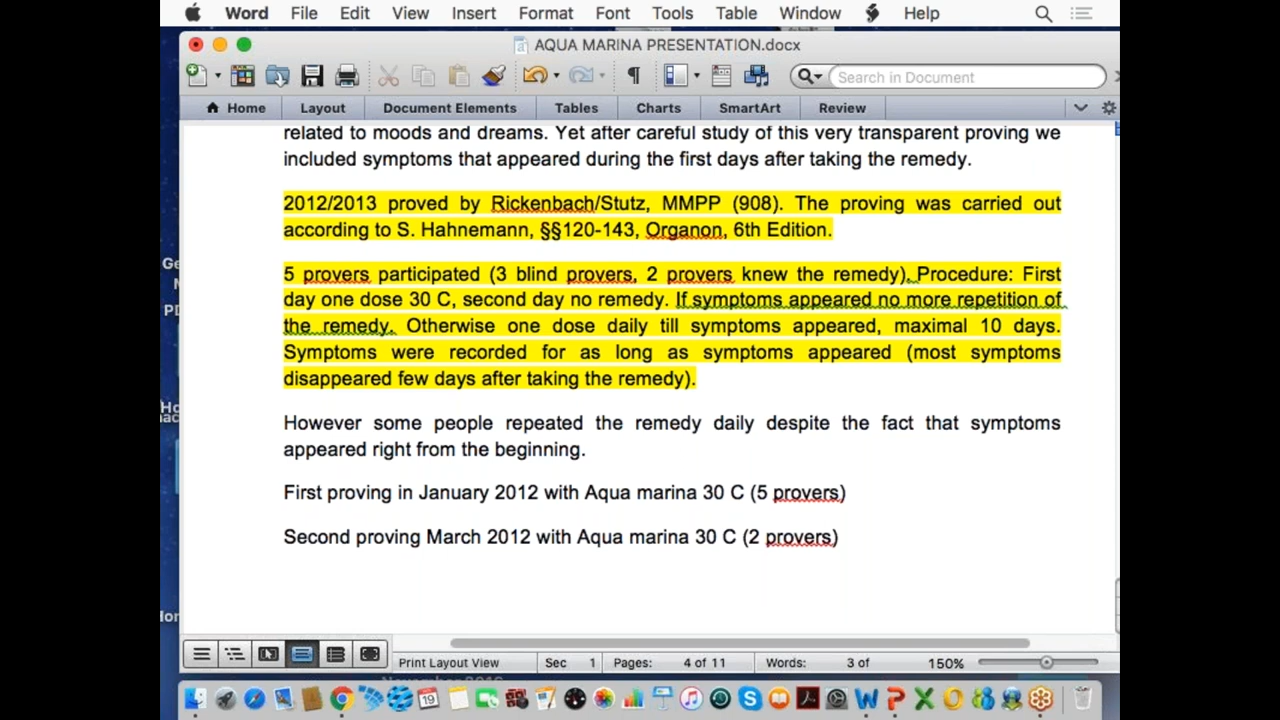 Word File Edit View Insert Format Font Tools Table Window Help
AQUA MARINA PRESENTATION.docx
Search in Document
Home Layout Document Elements Tables Charts SmartArt Review
related to moods and dreams. Yet after careful study of this very transparent proving we
included symptoms that appeared during the first days after taking the remedy.
2012/2013 proved by Rickenbach/Stutz, MMPP (908). The proving was carried out
according to S. Hahnemann, §§120-143, Organon, 6th Edition.
5 provers participated (3 blind provers, 2 provers knew the remedy). Procedure: First
day one dose 30 C, second day no remedy. If symptoms appeared no more repetition of
the remedy. Otherwise one dose daily till symptoms appeared, maximal 10 days.
Symptoms were recorded for as long as symptoms appeared (most symptoms
disappeared few days after taking the remedy).
However some people repeated the remedy daily despite the fact that symptoms
appeared right from the beginning.
First proving in January 2012 with Aqua marina 30 C (5 provers)
Second proving March 2012 with Aqua marina 30 C (2 provers)
Print Layout View Sec 1 Pages: 4 of 11 Words: 3 of 150%
19